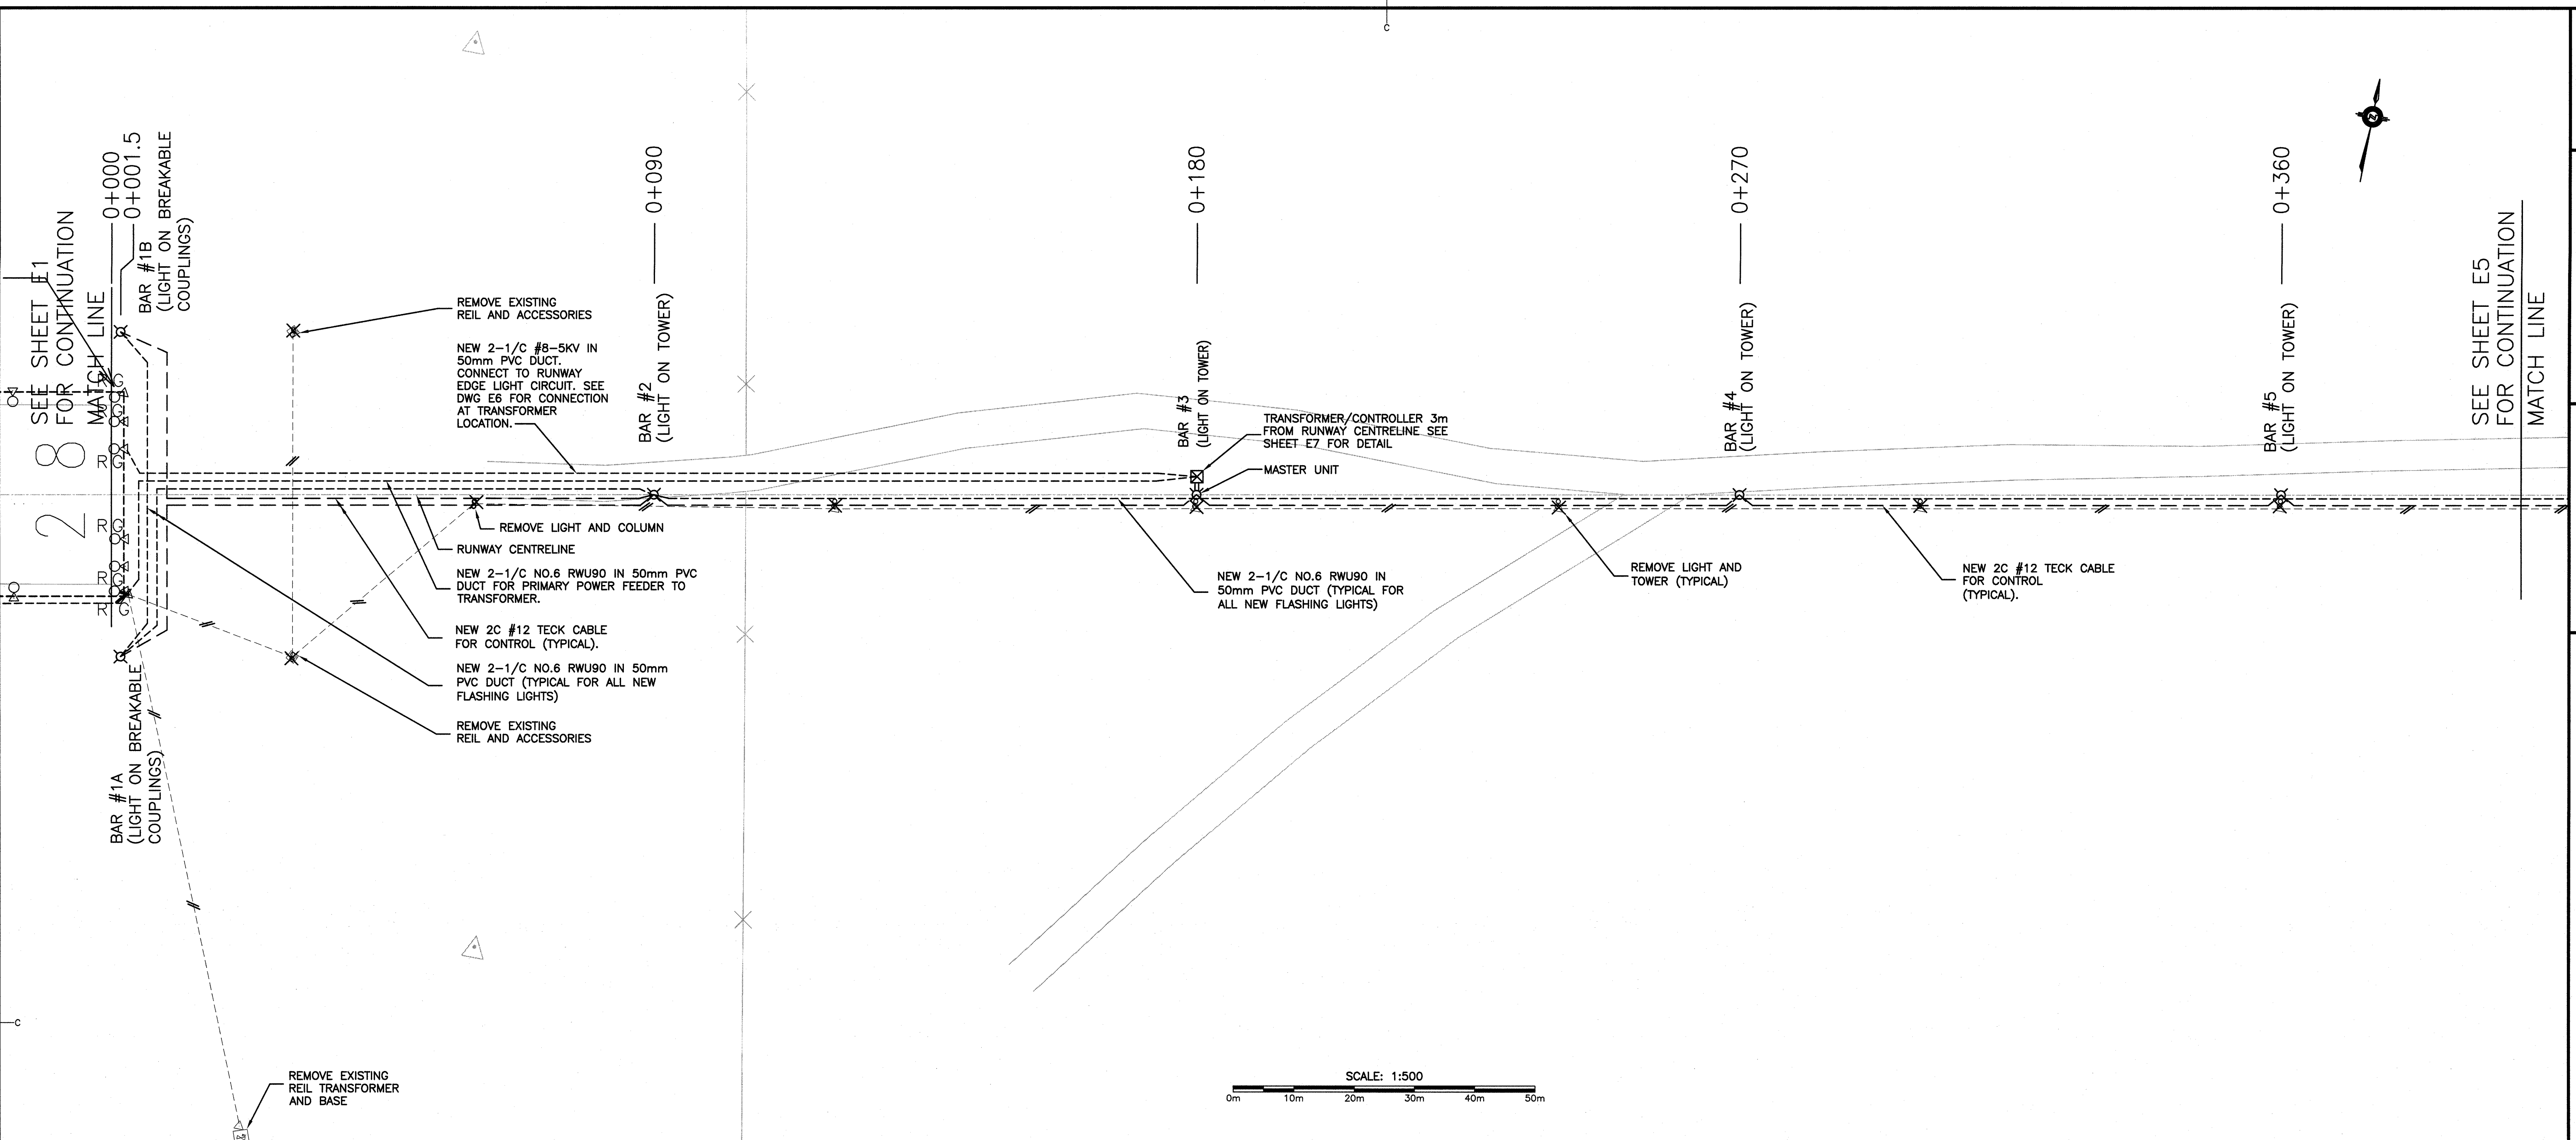 C
SEE SHEET E1
FOR CONTINUATION
MATCH LINE
0+000
0+001.5
BAR #1B
(LIGHT ON BREAKABLE
COUPLINGS)
0+090
BAR #2
(LIGHT ON TOWER)
0+180
BAR #3
(LIGHT ON TOWER)
0+270
BAR #4
(LIGHT ON TOWER)
0+360
BAR #5
(LIGHT ON TOWER)
SEE SHEET E5
FOR CONTINUATION
MATCH LINE
REMOVE EXISTING
REIL AND ACCESSORIES
NEW 2-1/C #8-5KV IN
50mm PVC DUCT.
CONNECT TO RUNWAY
EDGE LIGHT CIRCUIT. SEE
DWG E6 FOR CONNECTION
AT TRANSFORMER
LOCATION.
TRANSFORMER/CONTROLLER 3m
FROM RUNWAY CENTRELINE SEE
SHEET E7 FOR DETAIL
MASTER UNIT
28
R G
R G
R G
R G
R G
R G
REMOVE LIGHT AND COLUMN
RUNWAY CENTRELINE
NEW 2-1/C NO.6 RWU90 IN 50mm PVC
DUCT FOR PRIMARY POWER FEEDER TO
TRANSFORMER.
NEW 2C #12 TECK CABLE
FOR CONTROL (TYPICAL).
NEW 2-1/C NO.6 RWU90 IN 50mm
PVC DUCT (TYPICAL FOR ALL NEW
FLASHING LIGHTS)
REMOVE EXISTING
REIL AND ACCESSORIES
NEW 2-1/C NO.6 RWU90 IN
50mm PVC DUCT (TYPICAL FOR
ALL NEW FLASHING LIGHTS)
REMOVE LIGHT AND
TOWER (TYPICAL)
NEW 2C #12 TECK CABLE
FOR CONTROL
(TYPICAL).
BAR #1A
(LIGHT ON BREAKABLE
COUPLINGS)
C
REMOVE EXISTING
REIL TRANSFORMER
AND BASE
SCALE: 1:500
0m 10m 20m 30m 40m 50m